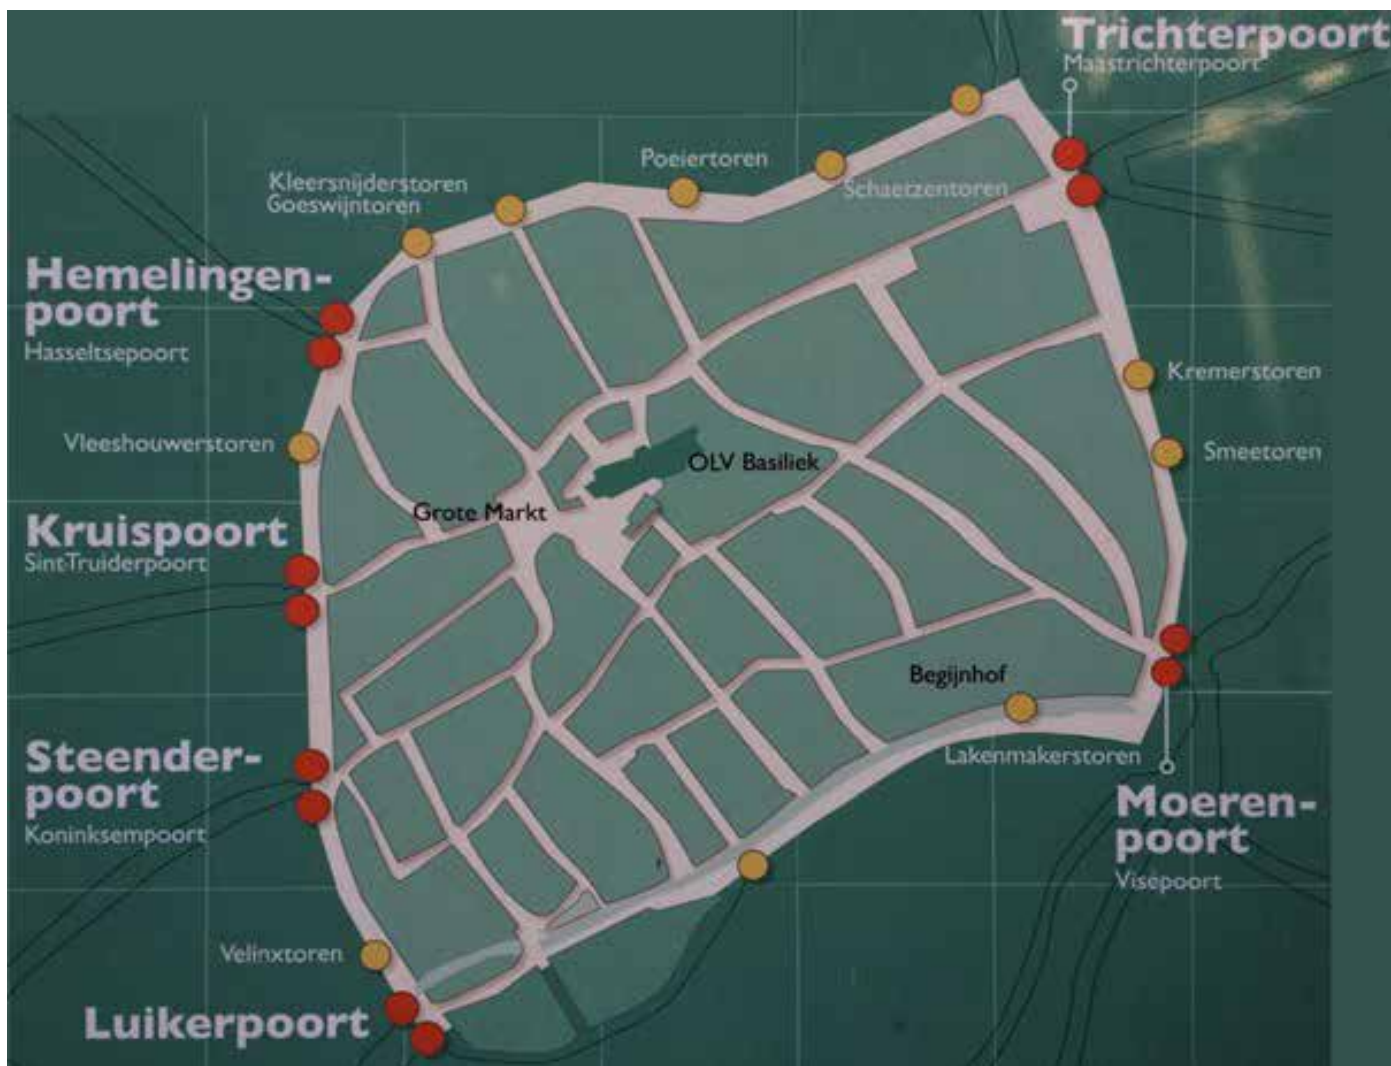 Trichterpoort
Maastrichterpoort
Poeiertoren
Kleersnijderstoren
Goeswijntoren
Schaetzentoren
Hemelingen-
poort
Hasseltsepoort
Kremerstoren
Vleeshouwerstoren
Smeetoren
OLV Basiliek
Grote Markt
Kruispoort
Sint-Truiderpoort
Begijnhof
Steender-
poort
Koninksempoort
Lakenmakerstoren
Moeren-
poort
Visépoort
Velinxtoren
Luikerpoort